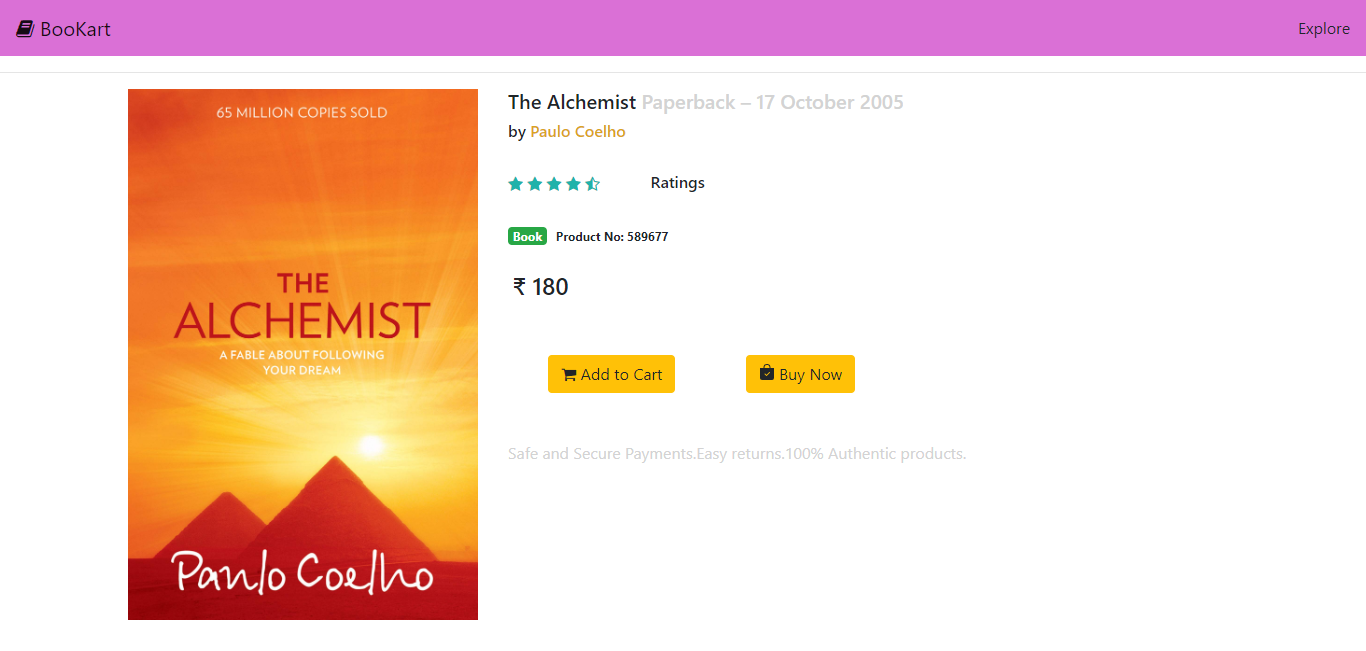 BooKart
Explore
65 MILLION COPIES SOLD
THE
ALCHEMIST
A FABLE ABOUT FOLLOWING
YOUR DREAM
Paulo Coelho
The Alchemist Paperback – 17 October 2005
by Paulo Coelho
Ratings
Book Product No: 589677
₹ 180
Add to Cart
Buy Now
Safe and Secure Payments.Easy returns.100% Authentic products.